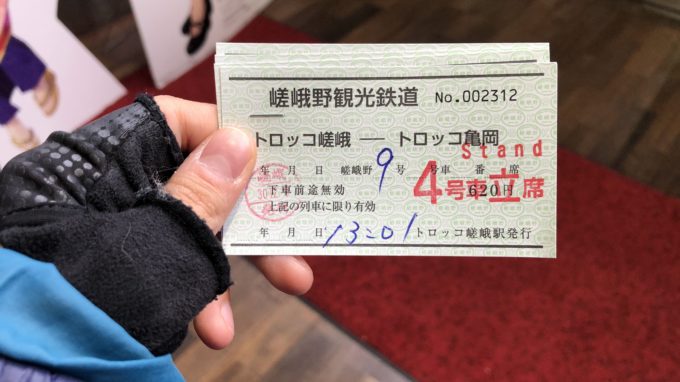 嵯峨野観光鉄道 No.002312
トロッコ嵯峨 ― トロッコ亀岡
Stand
年 月 日 嵯峨野 9 号 号車 番 席
4号車立席
下車前途無効 620円
上記の列車に限り有効
年 月 日 13:01 トロッコ嵯峨駅発行